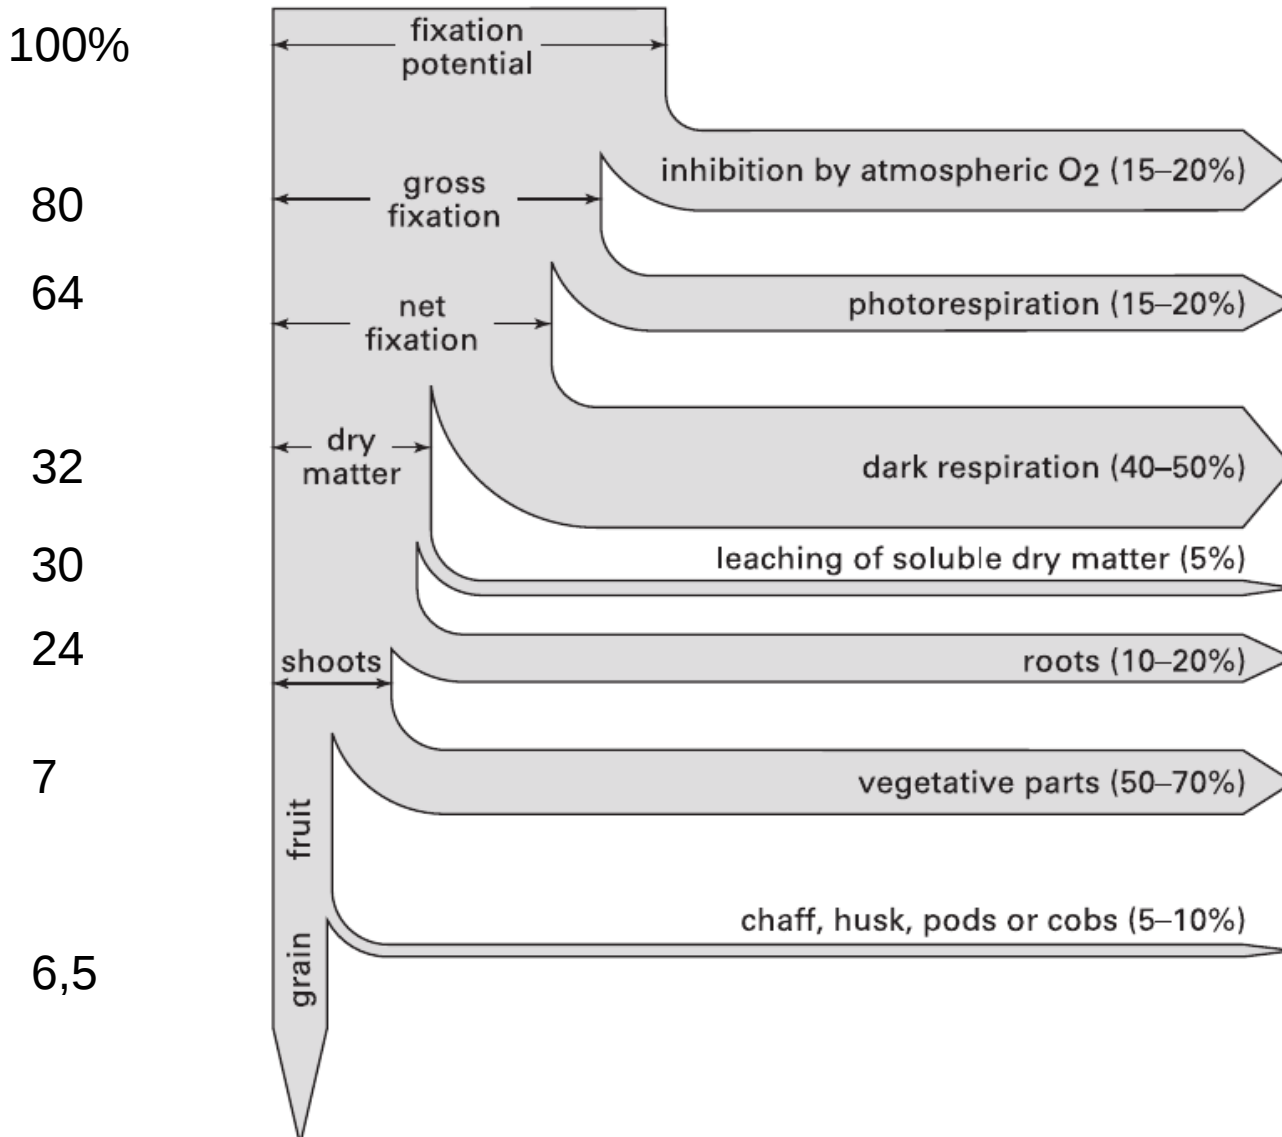 100%
fixation
potential
inhibition by atmospheric O2 (15–20%)
80
gross
fixation
64
net
fixation
photorespiration (15–20%)
32
dry
matter
dark respiration (40–50%)
30
leaching of soluble dry matter (5%)
24
shoots
roots (10–20%)
7
fruit
vegetative parts (50–70%)
chaff, husk, pods or cobs (5–10%)
6,5
grain